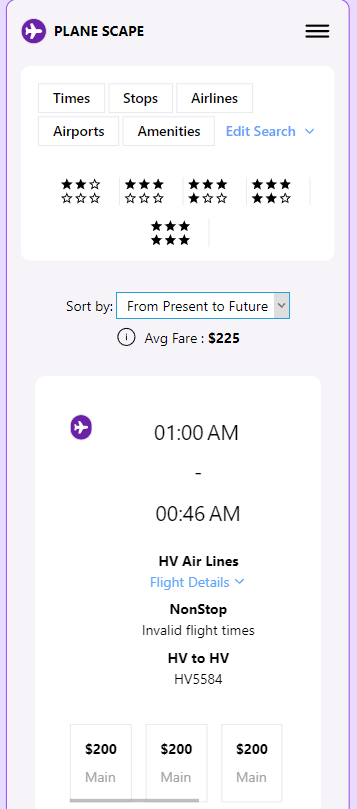 PLANE SCAPE
Times Stops Airlines
Airports Amenities Edit Search
Sort by: From Present to Future
Avg Fare : $225
01:00 AM
-
00:46 AM
HV Air Lines
Flight Details
NonStop
Invalid flight times
HV to HV
HV5584
$200 $200 $200
Main Main Main